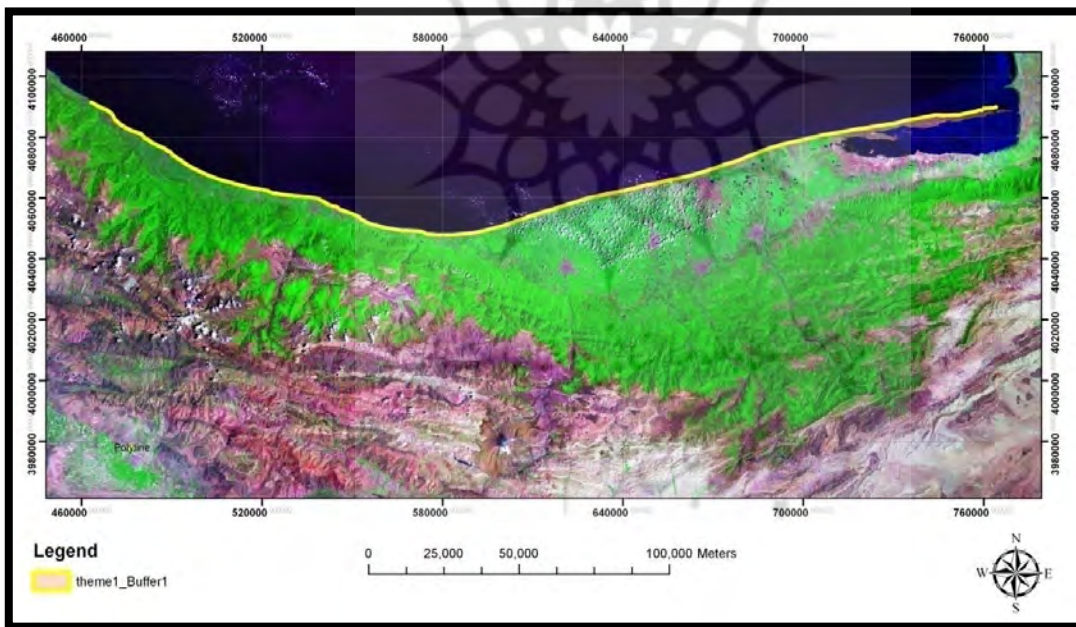 460000 520000 580000 640000 700000 760000
4100000 4100000
4080000 4080000
4060000 4060000
4040000 4040000
4020000 4020000
4000000 4000000
3980000 3980000
Polyline
460000 520000 580000 640000 700000 760000
Legend
theme1_Buffer1
0 25,000 50,000 100,000 Meters
N
W E
S